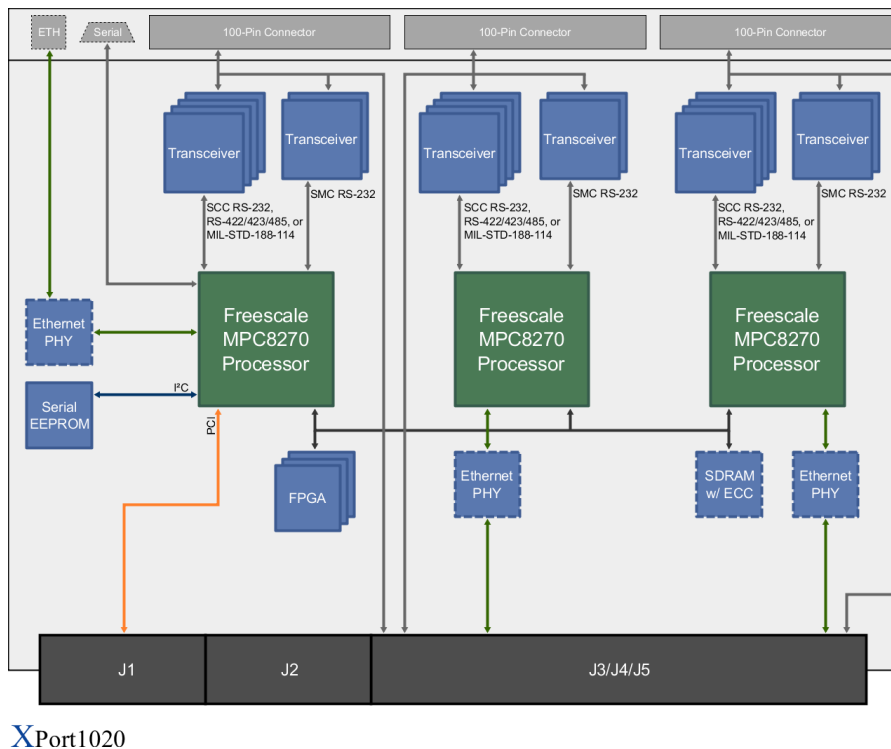 ETH
Serial
100-Pin Connector
100-Pin Connector
100-Pin Connector
Transceiver
Transceiver
Transceiver
Transceiver
Transceiver
Transceiver
SCC RS-232,
RS-422/423/485, or
MIL-STD-188-114
SMC RS-232
SCC RS-232,
RS-422/423/485, or
MIL-STD-188-114
SMC RS-232
SCC RS-232,
RS-422/423/485, or
MIL-STD-188-114
SMC RS-232
Ethernet
PHY
Freescale
MPC8270
Processor
Freescale
MPC8270
Processor
Freescale
MPC8270
Processor
I²C
Serial
EEPROM
PCI
FPGA
Ethernet
PHY
SDRAM
w/ ECC
Ethernet
PHY
J1
J2
J3/J4/J5
XPort1020